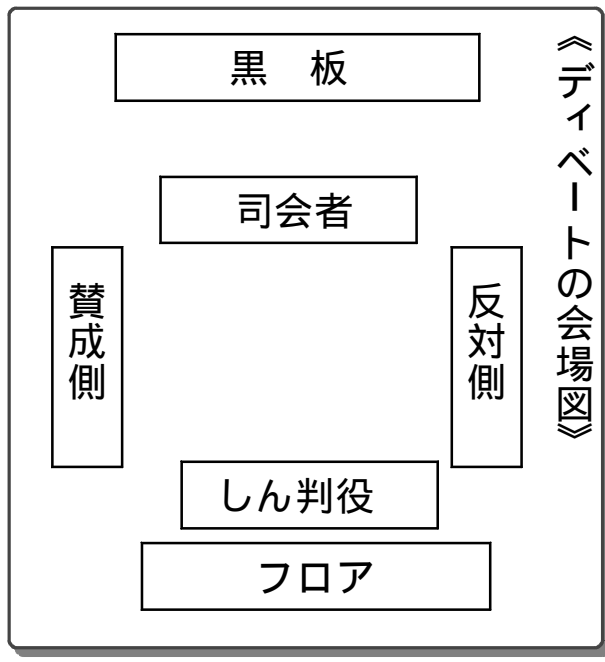 《ディベートの会場図》
黒　板
司会者
賛成側
反対側
しん判役
フロア